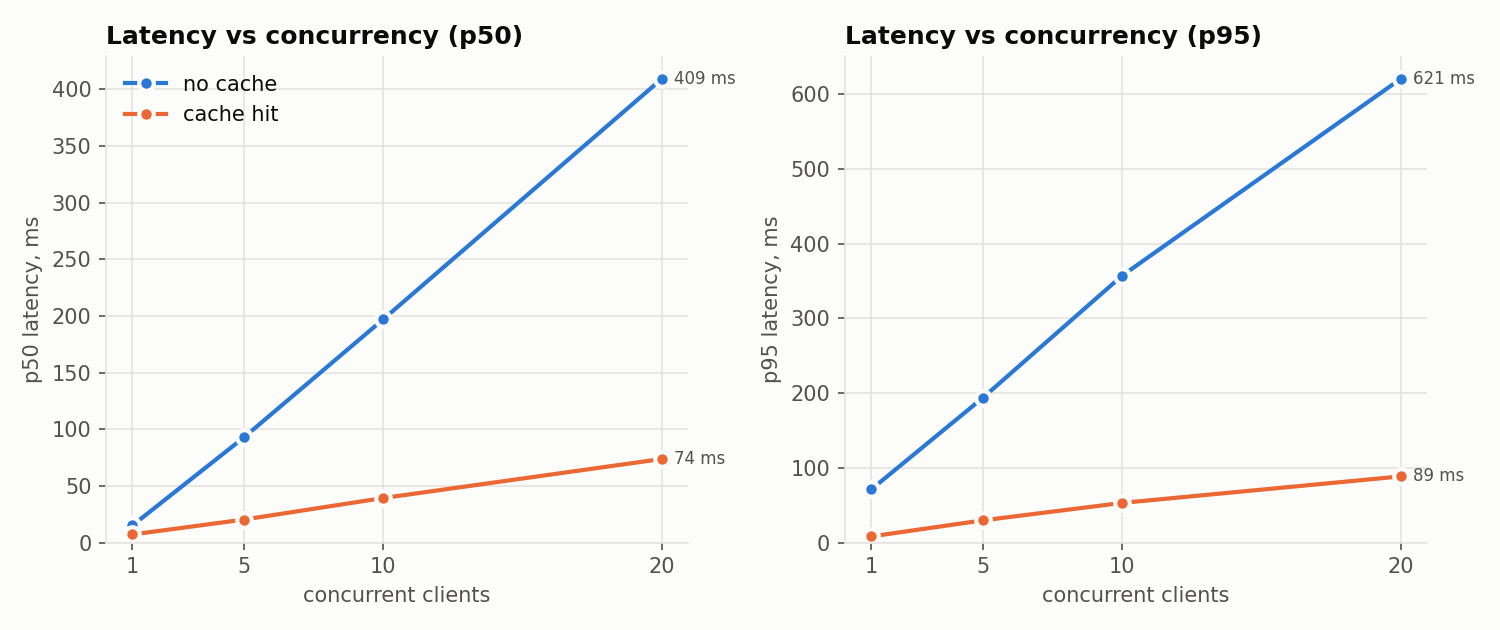 Latency vs concurrency (p50)
400
350
300
250
200
150
100
50
0
p50 latency, ms
no cache
cache hit
409 ms
74 ms
1 5 10 20
concurrent clients
Latency vs concurrency (p95)
600
500
400
300
200
100
0
p95 latency, ms
621 ms
89 ms
1 5 10 20
concurrent clients